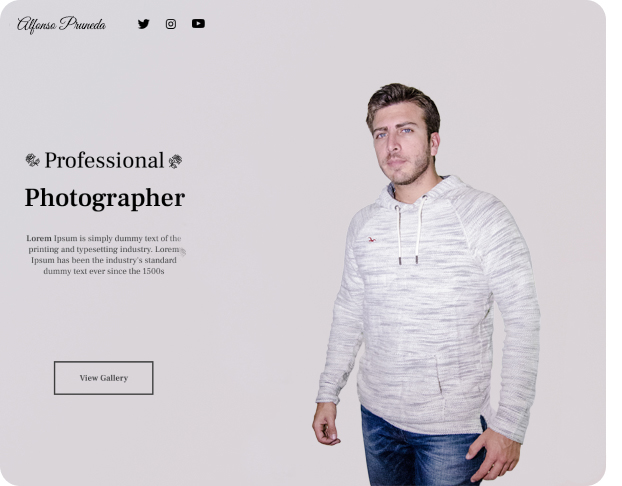 Alfonso Pruneda
Professional
Photographer
Lorem Ipsum is simply dummy text of the
printing and typesetting industry. Lorem
Ipsum has been the industry's standard
dummy text ever since the 1500s
View Gallery